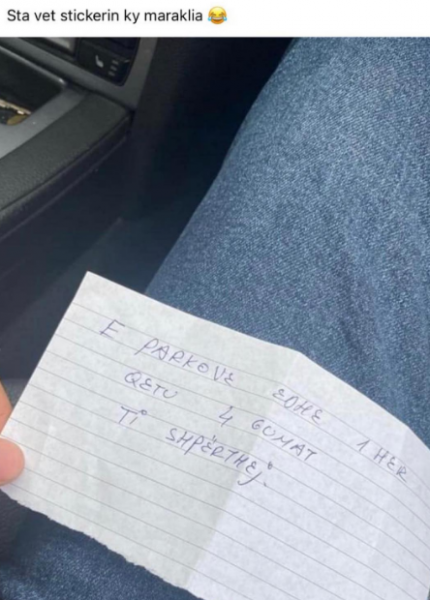 Sta vet stickerin ky maraklia 😂
E PARKOVE EDHE 1 HER
QETU 4 GOMAT
TI SHPËRTHEJ.